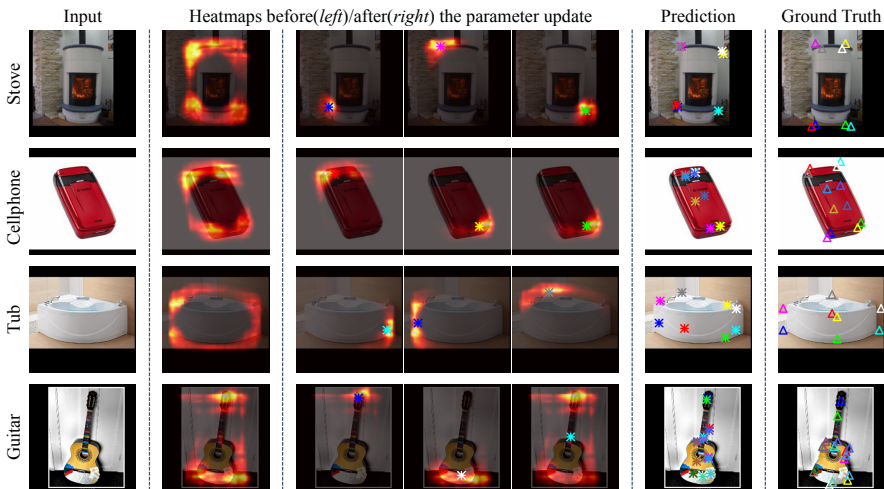 Input
Heatmaps before(left)/after(right) the parameter update
Prediction
Ground Truth
Stove
Cellphone
Tub
Guitar